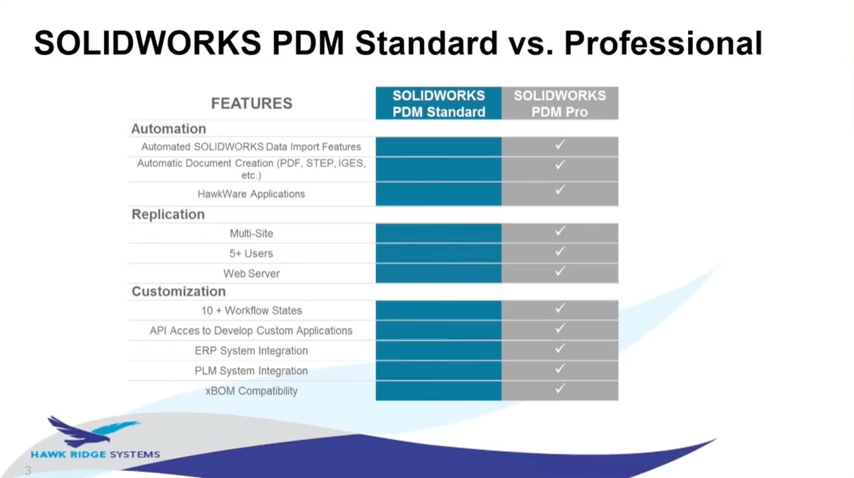 SOLIDWORKS PDM Standard vs. Professional
FEATURES
SOLIDWORKS
PDM Standard
SOLIDWORKS
PDM Pro
Automation
Automated SOLIDWORKS Data Import Features
✓
Automatic Document Creation (PDF, STEP, IGES,
etc.)
✓
HawkWare Applications
✓
Replication
Multi-Site
✓
5+ Users
✓
Web Server
✓
Customization
10 + Workflow States
✓
API Acces to Develop Custom Applications
✓
ERP System Integration
✓
PLM System Integration
✓
xBOM Compatibility
✓
HAWK RIDGE SYSTEMS
3